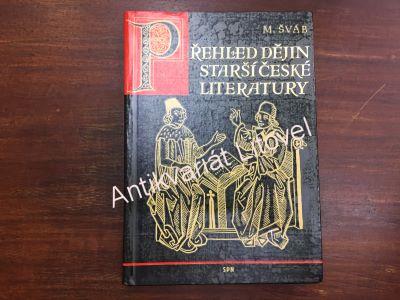 M. ŠVÁB
PŘEHLED DĚJIN
STARŠÍ ČESKÉ
LITERATURY
Antikvariát Litovel
SPN